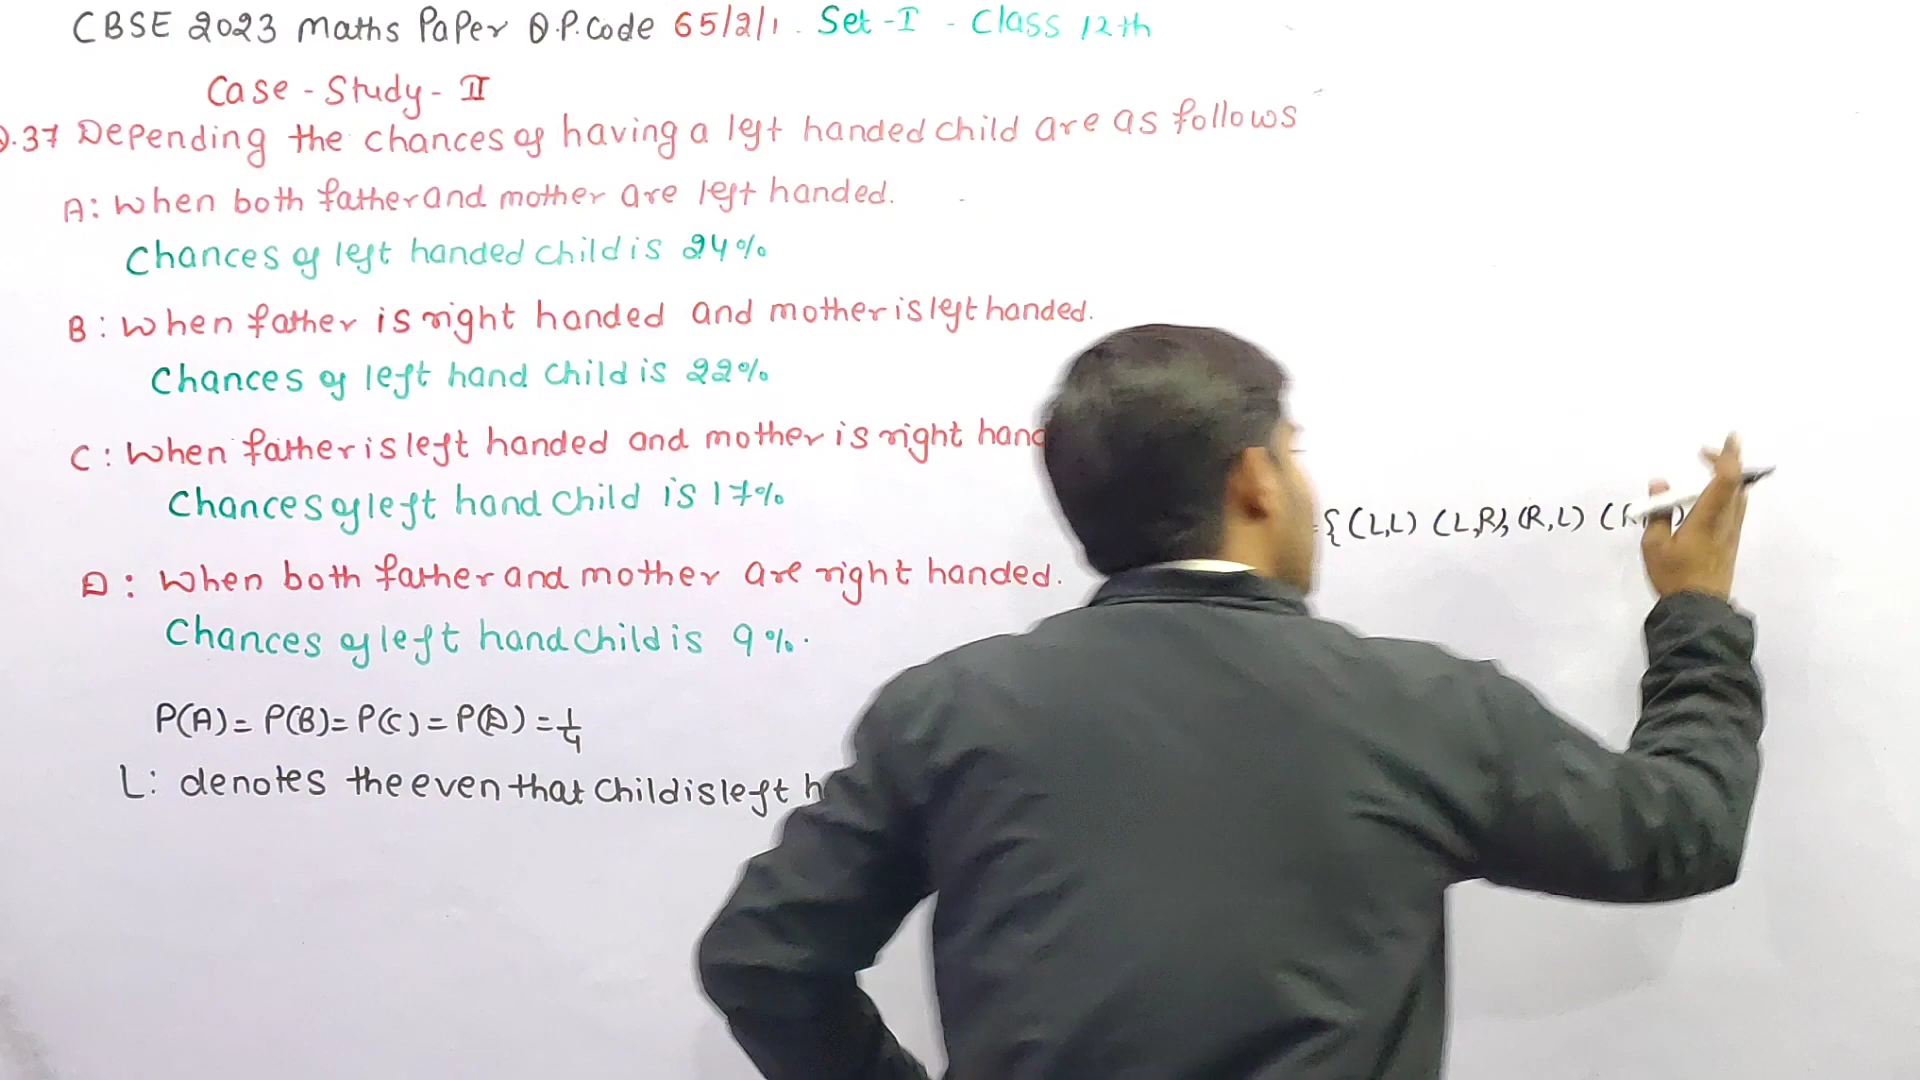 CBSE 2023 Maths Paper Q.P. Code 65/2/1. Set-I - Class 12th
Case-Study-II
Q.37 Depending the chances of having a left handed child are as follows
A: When both father and mother are left handed.
Chances of left handed child is 24%
B: When father is right handed and mother is left handed.
Chances of left hand child is 22%
C: When father is left handed and mother is right hand
Chances of left hand child is 17%
= {(L,L) (L,R), (R,L) (
D: When both father and mother are right handed.
Chances of left hand child is 9%.
P(A) = P(B) = P(C) = P(D) = 1/4
L: denotes the even that child is left h